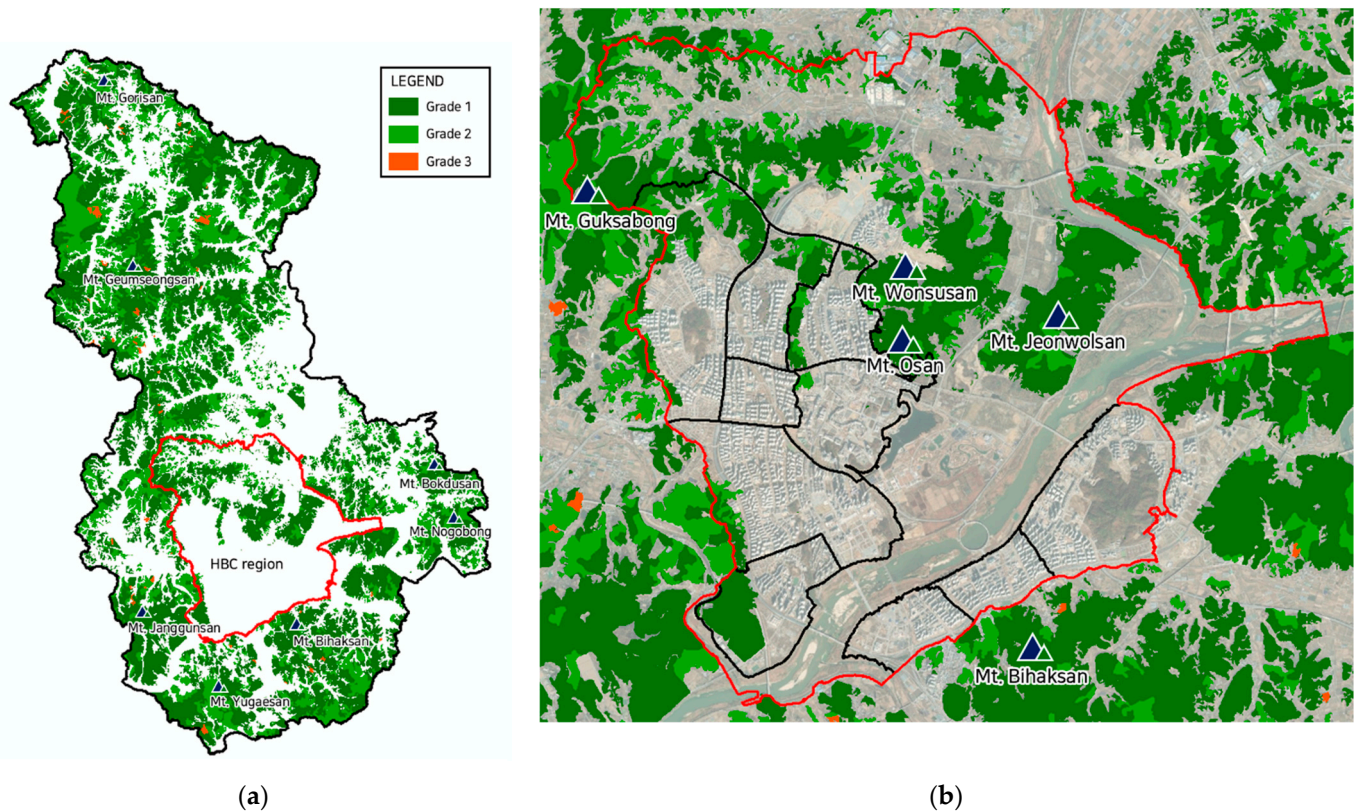 LEGEND
Grade 1
Grade 2
Grade 3
Mt. Gorisan
Mt. Geumseongsan
Mt. Bokdusan
Mt. Nogobong
HBC region
Mt. Janggunsan
Mt. Bihaksan
Mt. Yugaesan
(a)
Mt. Guksabong
Mt. Wonsusan
Mt. Jeonwolsan
Mt. Osan
Mt. Bihaksan
(b)